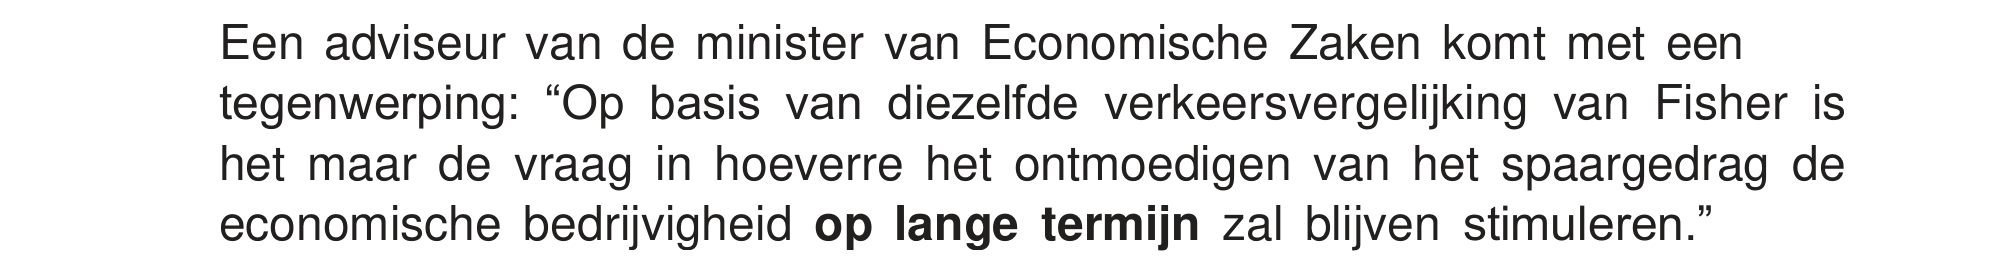 Een adviseur van de minister van Economische Zaken komt met een
tegenwerping: “Op basis van diezelfde verkeersvergelijking van Fisher is
het maar de vraag in hoeverre het ontmoedigen van het spaargedrag de
economische bedrijvigheid op lange termijn zal blijven stimuleren.”